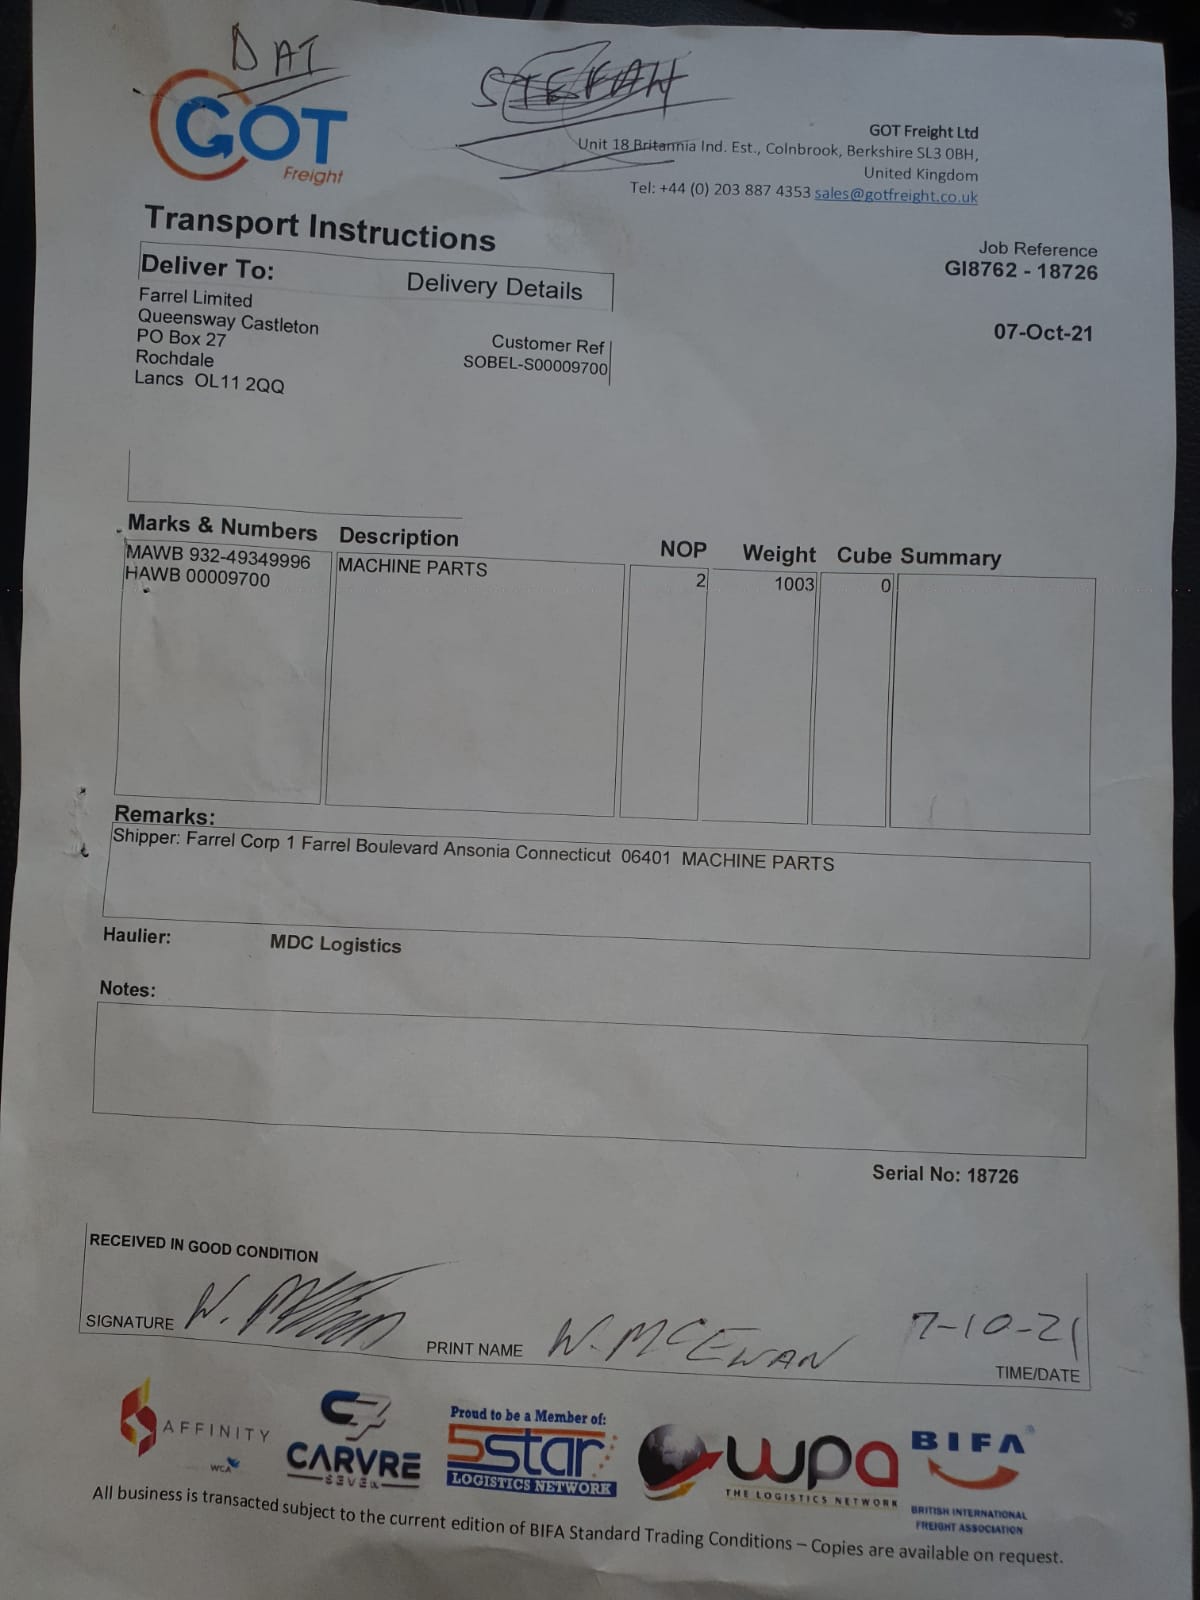 DAT
STEFAN
GOT
Freight
GOT Freight Ltd
Unit 18 Britannia Ind. Est., Colnbrook, Berkshire SL3 0BH,
United Kingdom
Tel: +44 (0) 203 887 4353 sales@gotfreight.co.uk
Transport Instructions
Job Reference
GI8762 - 18726
07-Oct-21
Deliver To: Delivery Details
Farrel Limited
Queensway Castleton
PO Box 27
Rochdale
Lancs OL11 2QQ
Customer Ref
SOBEL-S00009700
Marks & Numbers Description NOP Weight Cube Summary
MAWB 932-49349996 MACHINE PARTS 2 1003 0
HAWB 00009700
Remarks:
Shipper: Farrel Corp 1 Farrel Boulevard Ansonia Connecticut 06401 MACHINE PARTS
Haulier: MDC Logistics
Notes:
Serial No: 18726
RECEIVED IN GOOD CONDITION
SIGNATURE W. PRINT NAME W. MCEWAN 7-10-21
TIME/DATE
AFFINITY
WCA
CARVRE
SEVEN
Proud to be a Member of:
5star
LOGISTICS NETWORK
wpa
THE LOGISTICS NETWORK
BIFA
BRITISH INTERNATIONAL
FREIGHT ASSOCIATION
All business is transacted subject to the current edition of BIFA Standard Trading Conditions – Copies are available on request.